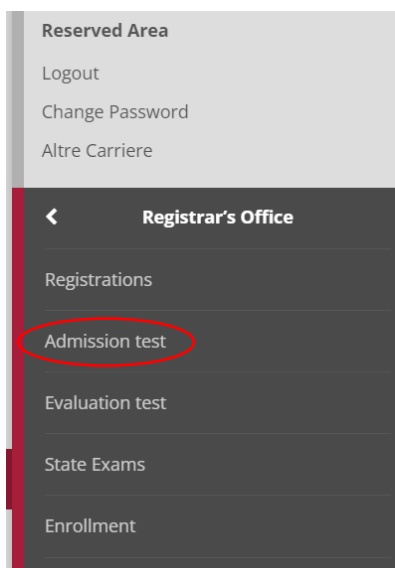 Reserved Area
Logout
Change Password
Altre Carriere
Registrar's Office
Registrations
Admission test
Evaluation test
State Exams
Enrollment